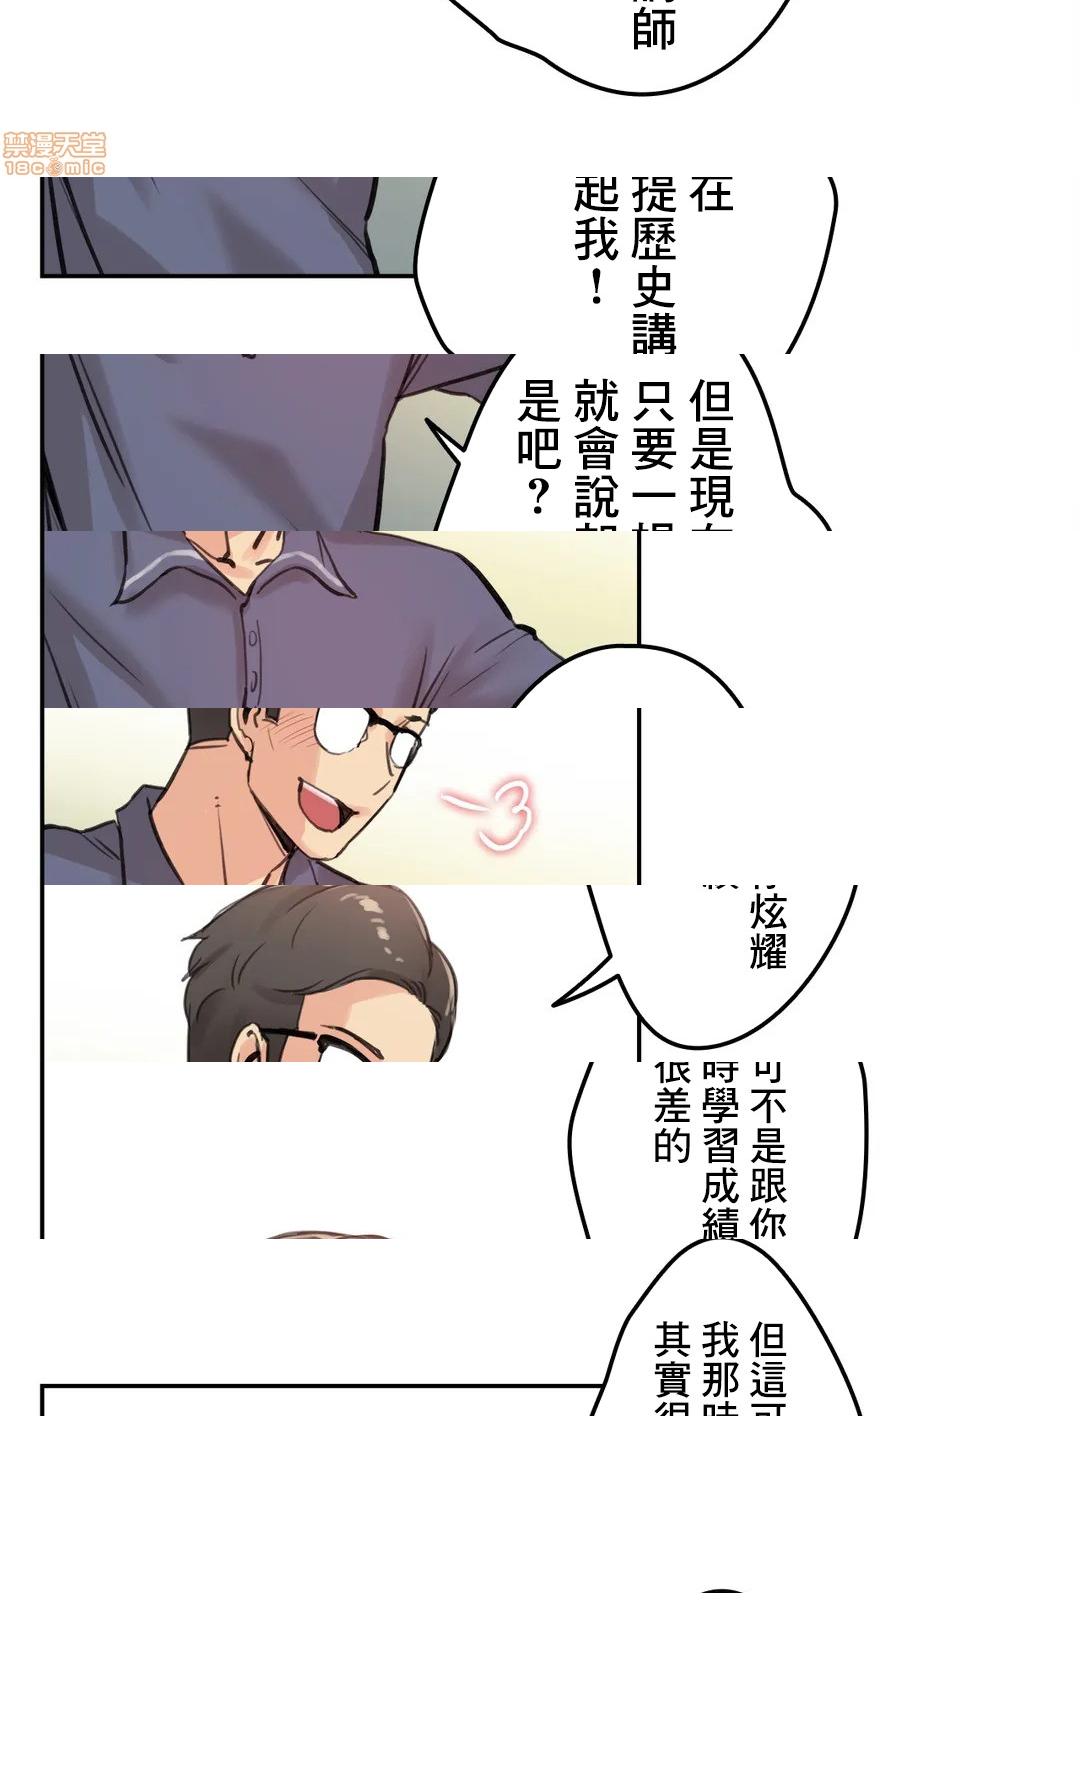 師
禁漫天堂
18comic
在
提歷史講
起我！
但是現
只要一
就會說
是吧？
炫耀
不是跟你
時學習成績
很差的
但這
我那
其實